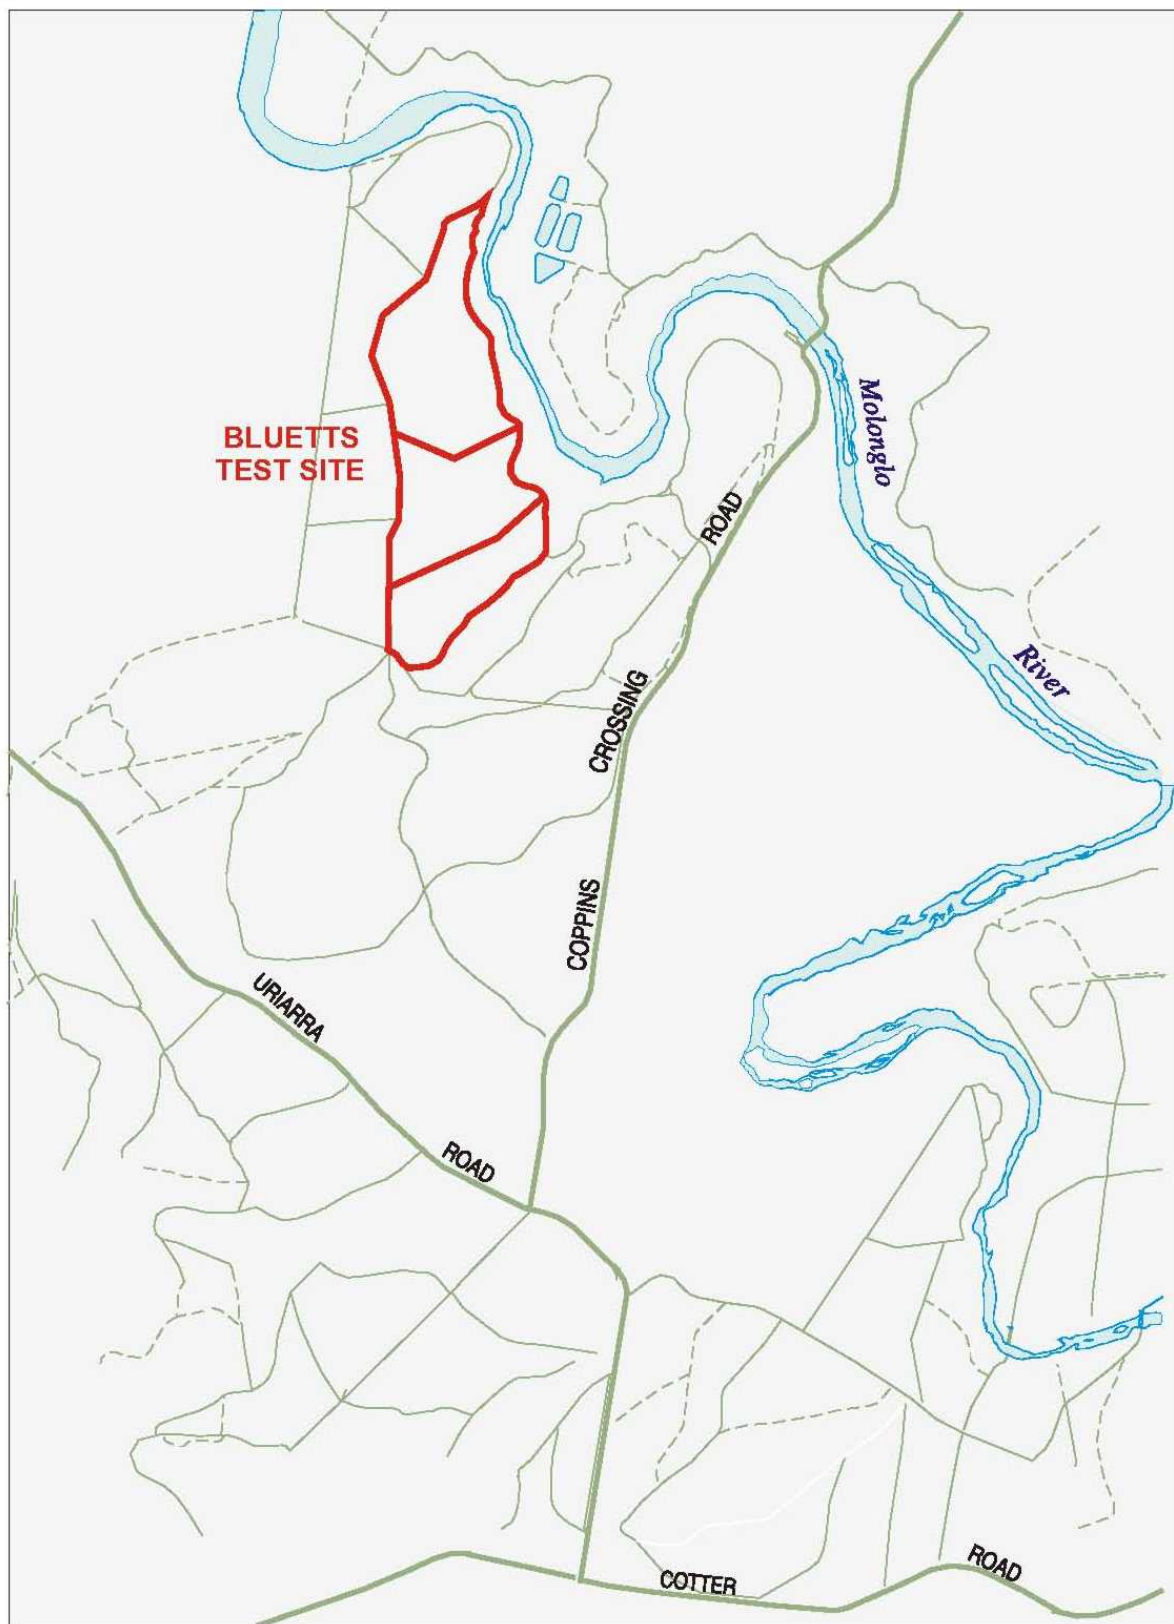 Molonglo
BLUETTS
TEST SITE
ROAD
River
CROSSING
COPPINS
URIARRA
ROAD
ROAD
COTTER